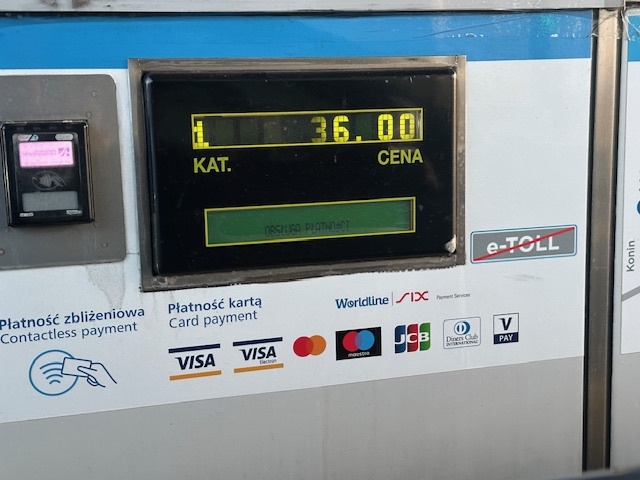 1 36.00
KAT. CENA
OBSŁUGA PŁATNOŚCI
e-TOLL
Konin
Płatność zbliżeniowa
Contactless payment
Płatność kartą
Card payment
Worldline SIX Payment Services
VISA
VISA
Electron
maestro
JCB
Diners Club
INTERNATIONAL
V
PAY